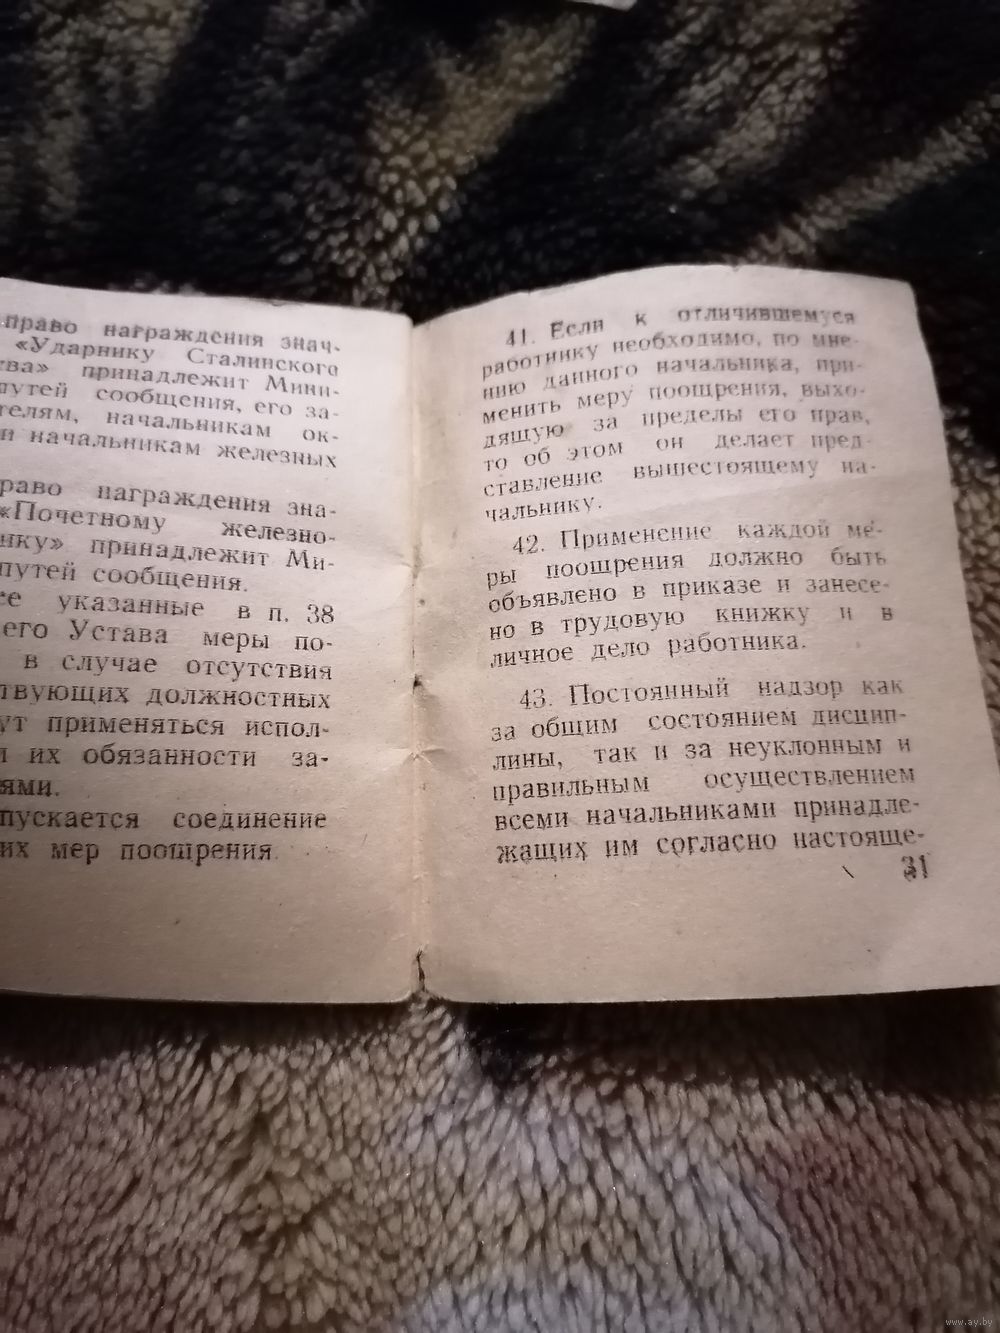 право награждения знач-
«Ударнику Сталинского
ва» принадлежит Мини-
путей сообщения, его за-
телям, начальникам ок-
и начальникам железных
раво награждения зна-
«Почетному железно-
нику» принадлежит Ми-
путей сообщения.
се указанные в п. 38
его Устава меры по-
в случае отсутствия
твующих должностных
ут применяться испол-
и их обязанности за-
ями.
пускается соединение
их мер поощрения.
41. Если к отличившемуся
работнику необходимо, по мне-
нию данного начальника, при-
менить меру поощрения, выхо-
дящую за пределы его прав,
то об этом он делает пред-
ставление вышестоящему на-
чальнику.
42. Применение каждой ме-
ры поощрения должно быть
объявлено в приказе и занесе-
но в трудовую книжку и в
личное дело работника.
43. Постоянный надзор как
за общим состоянием дисцип-
лины, так и за неуклонным и
правильным осуществлением
всеми начальниками принадле-
жащих им согласно настояще-
31
www.ay.by